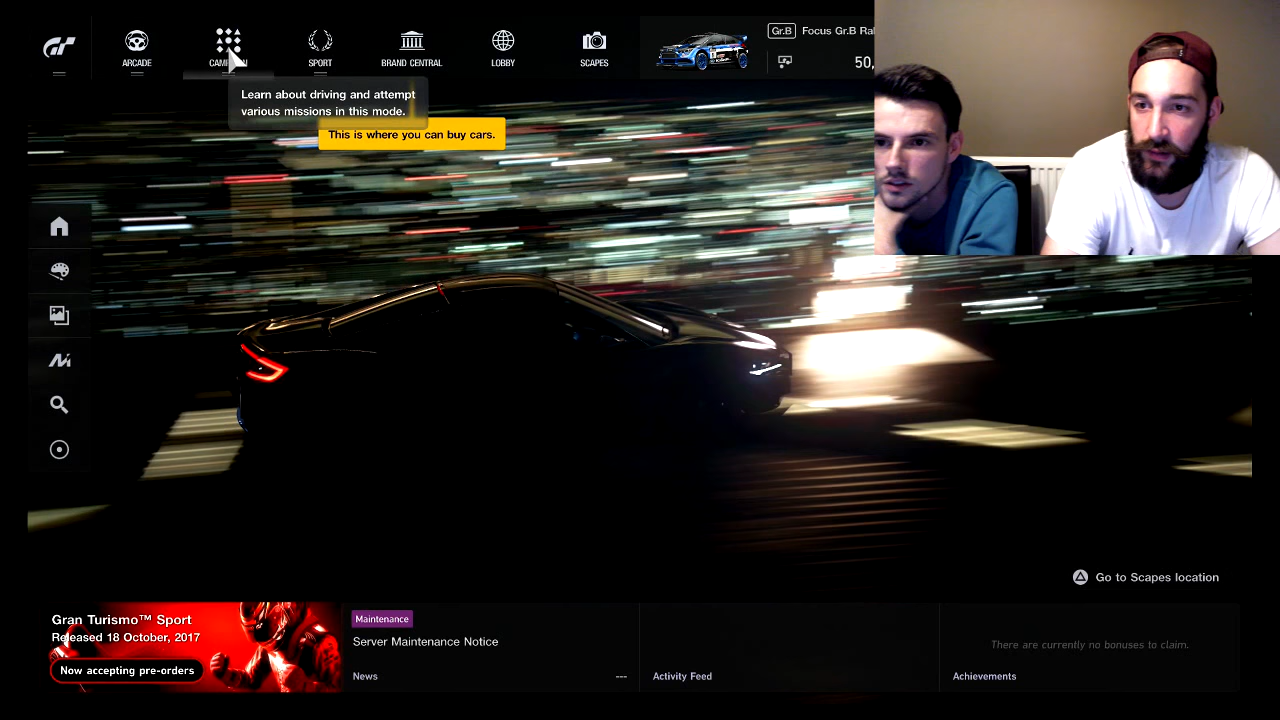 ARCADE
SPORT
BRAND CENTRAL
LOBBY
SCAPES
Gr.B
Focus Gr.B
50,
Learn about driving and attempt
various missions in this mode.
This is where you can buy cars.
Go to Scapes location
Gran Turismo™ Sport
Released 18 October, 2017
Now accepting pre-orders
Maintenance
Server Maintenance Notice
News
---
Activity Feed
There are currently no bonuses to claim.
Achievements